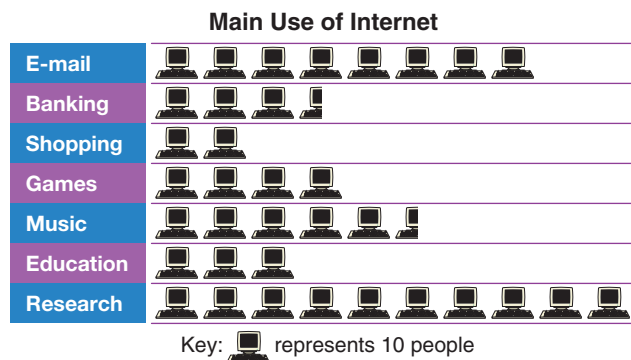 Main Use of Internet
E-mail
Banking
Shopping
Games
Music
Education
Research
Key: represents 10 people